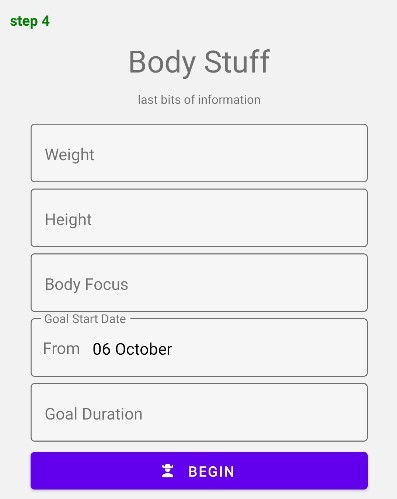 step 4
Body Stuff
last bits of information
Weight
Height
Body Focus
Goal Start Date
From 06 October
Goal Duration
BEGIN